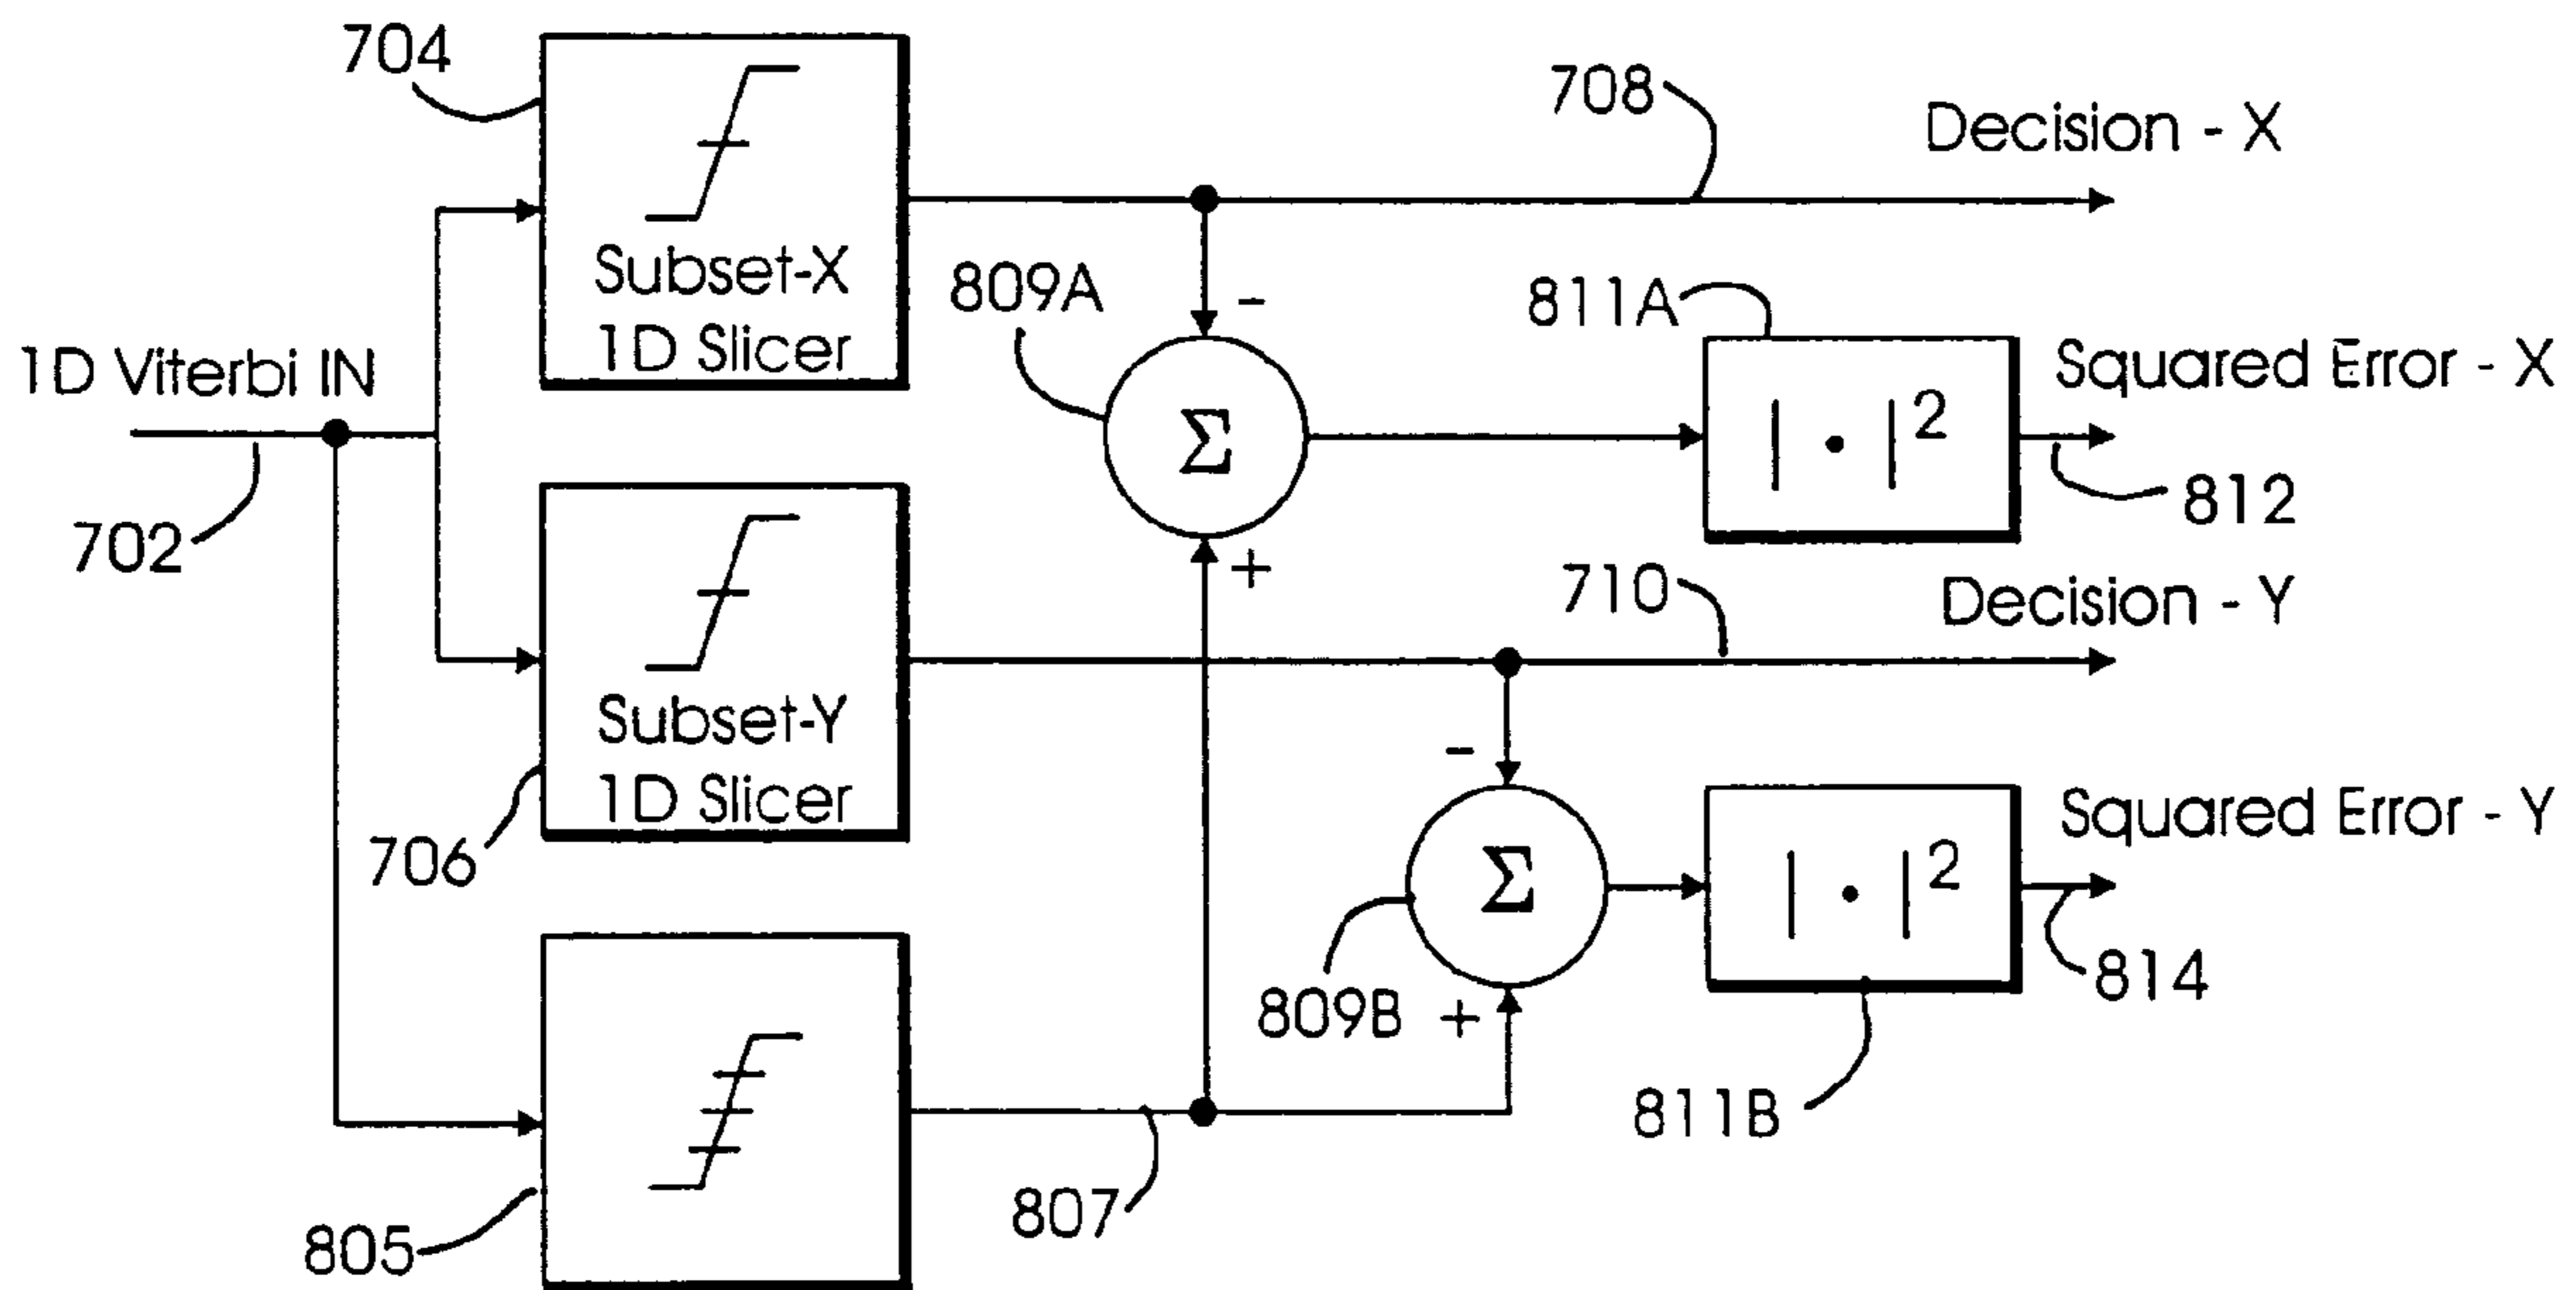 704
708
Decision - X
Subset-X
1D Slicer
809A
-
811A
1D Viterbi IN
Σ
| • |²
Squared Error - X
702
812
+
710
Decision - Y
Subset-Y
1D Slicer
-
706
Σ
| • |²
Squared Error - Y
809B
+
814
811B
807
805